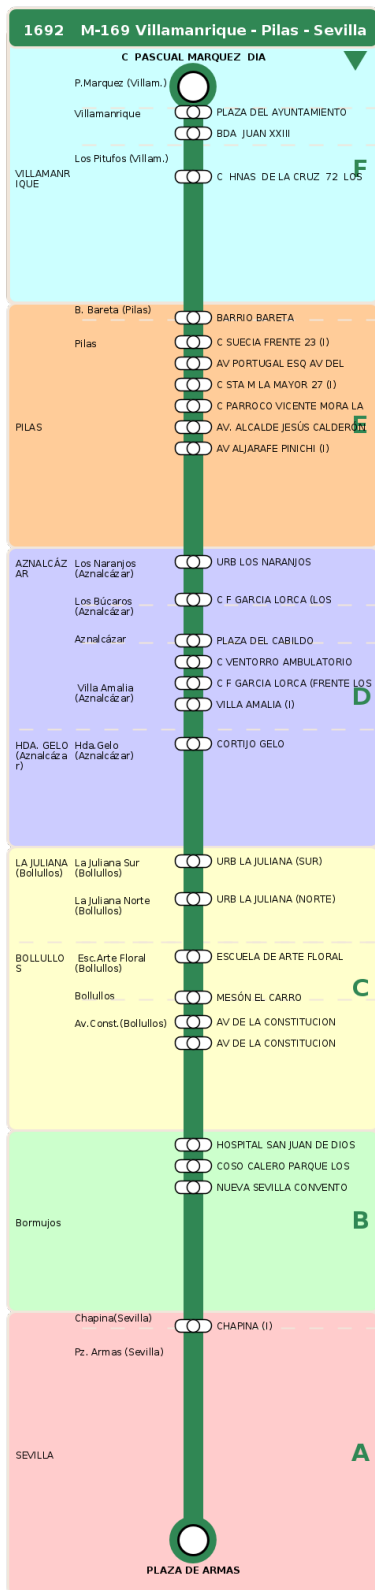 1692 M-169 Villamanrique - Pilas - Sevilla
C PASCUAL MARQUEZ DIA
P.Marquez (Villam.)
Villamanrique
PLAZA DEL AYUNTAMIENTO
BDA JUAN XXIII
Los Pitufos (Villam.)
VILLAMANR
IQUE
C HNAS DE LA CRUZ 72 LOS
F
B. Bareta (Pilas)
BARRIO BARETA
Pilas
C SUECIA FRENTE 23 (I)
AV PORTUGAL ESQ AV DEL
C STA M LA MAYOR 27 (I)
C PARROCO VICENTE MORA LA
PILAS
AV. ALCALDE JESÚS CALDERÓN
E
AV ALJARAFE PINICHI (I)
AZNALCÁZ
AR
Los Naranjos
(Aznalcázar)
URB LOS NARANJOS
Los Búcaros
(Aznalcázar)
C F GARCIA LORCA (LOS
Aznalcázar
PLAZA DEL CABILDO
C VENTORRO AMBULATORIO
Villa Amalia
(Aznalcázar)
C F GARCIA LORCA (FRENTE LOS
VILLA AMALIA (I)
D
HDA. GELO
(Aznalcáza
r)
Hda.Gelo
(Aznalcázar)
CORTIJO GELO
LA JULIANA
(Bollullos)
La Juliana Sur
(Bollullos)
URB LA JULIANA (SUR)
La Juliana Norte
(Bollullos)
URB LA JULIANA (NORTE)
BOLLULLO
S
Esc.Arte Floral
(Bollullos)
ESCUELA DE ARTE FLORAL
C
Bollullos
MESÓN EL CARRO
Av.Const.(Bollullos)
AV DE LA CONSTITUCION
AV DE LA CONSTITUCION
HOSPITAL SAN JUAN DE DIOS
COSO CALERO PARQUE LOS
NUEVA SEVILLA CONVENTO
Bormujos
B
Chapina(Sevilla)
CHAPINA (I)
Pz. Armas (Sevilla)
SEVILLA
A
PLAZA DE ARMAS